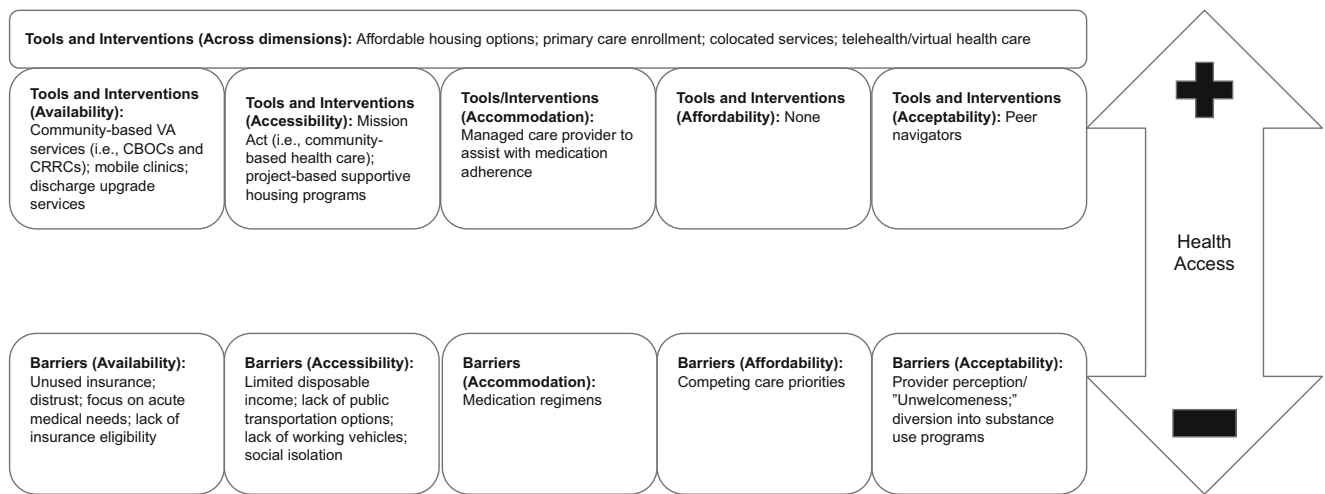 Tools and Interventions (Across dimensions): Affordable housing options; primary care enrollment; colocated services; telehealth/virtual health care
Tools and Interventions
(Availability):
Community-based VA
services (i.e., CBOCs and
CRRCs); mobile clinics;
discharge upgrade
services
Tools and Interventions
(Accessibility): Mission
Act (i.e., community-
based health care);
project-based supportive
housing programs
Tools/Interventions
(Accommodation):
Managed care provider to
assist with medication
adherence
Tools and Interventions
(Affordability): None
Tools and Interventions
(Acceptability): Peer
navigators
Health
Access
Barriers (Availability):
Unused insurance;
distrust; focus on acute
medical needs; lack of
insurance eligibility
Barriers (Accessibility):
Limited disposable
income; lack of public
transportation options;
lack of working vehicles;
social isolation
Barriers
(Accommodation):
Medication regimens
Barriers (Affordability):
Competing care priorities
Barriers (Acceptability):
Provider perception/
”Unwelcomeness;”
diversion into substance
use programs